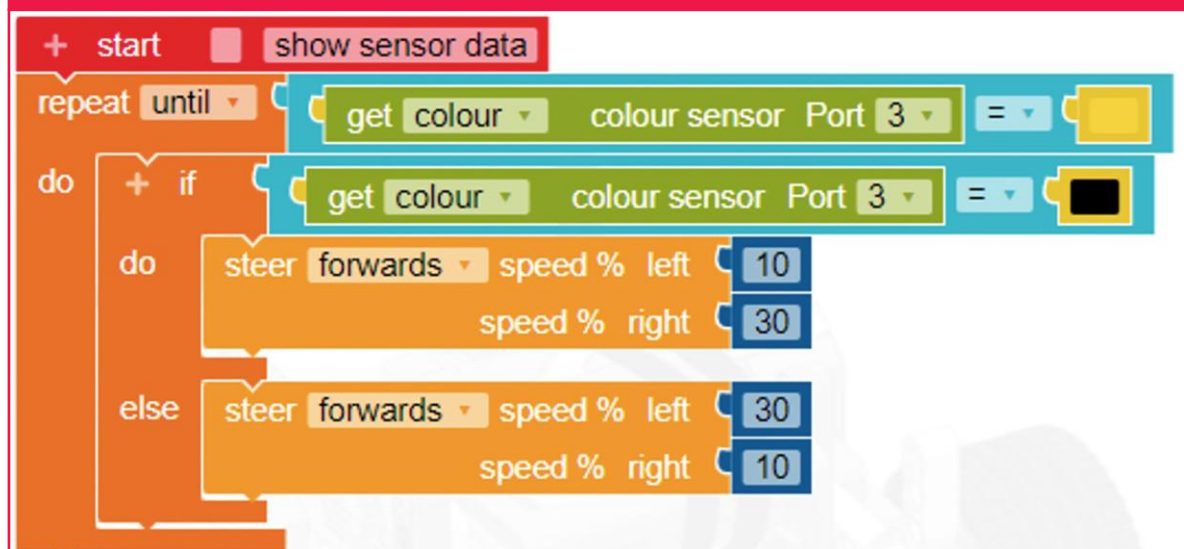 + start show sensor data
repeat until get colour colour sensor Port 3 =
do + if get colour colour sensor Port 3 =
do steer forwards speed % left 10
speed % right 30
else steer forwards speed % left 30
speed % right 10